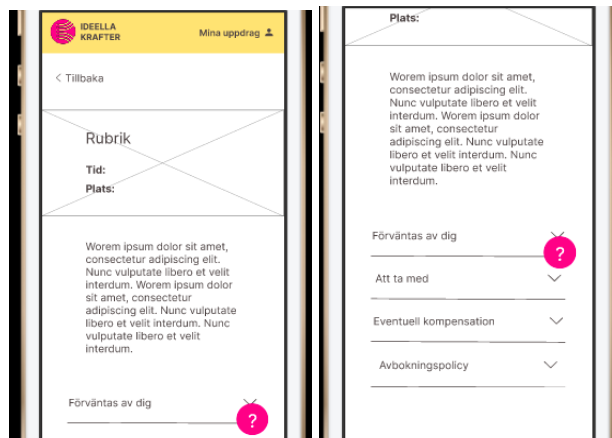 IDEELLA
KRAFTER
Mina uppdrag
< Tillbaka
Rubrik
Tid:
Plats:
Worem ipsum dolor sit amet,
consectetur adipiscing elit.
Nunc vulputate libero et velit
interdum. Worem ipsum dolor
sit amet, consectetur
adipiscing elit. Nunc vulputate
libero et velit interdum. Nunc
vulputate libero et velit
interdum.
Förväntas av dig
?
Plats:
Worem ipsum dolor sit amet,
consectetur adipiscing elit.
Nunc vulputate libero et velit
interdum. Worem ipsum dolor
sit amet, consectetur
adipiscing elit. Nunc vulputate
libero et velit interdum. Nunc
vulputate libero et velit
interdum.
Förväntas av dig
?
Att ta med
Eventuell kompensation
Avbokningspolicy